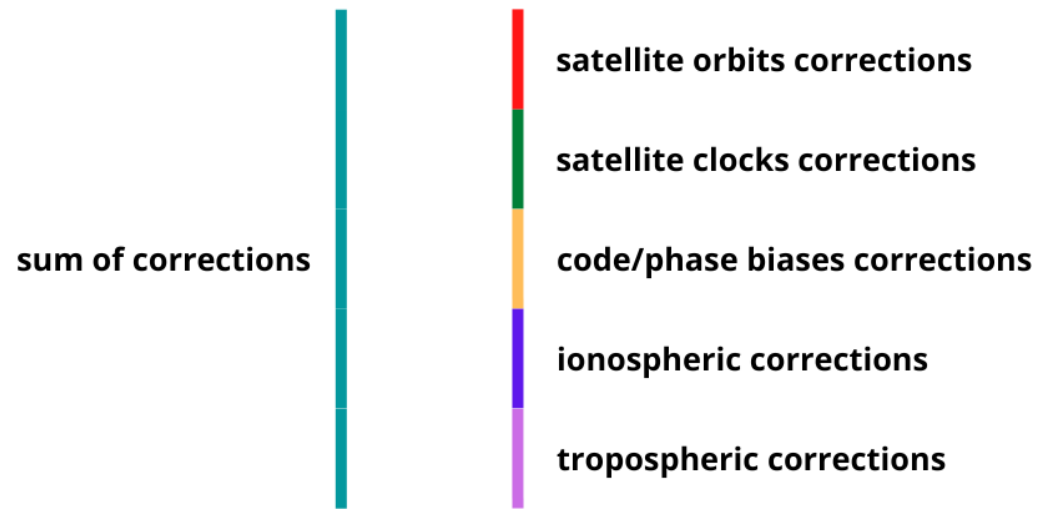 satellite orbits corrections
satellite clocks corrections
sum of corrections
code/phase biases corrections
ionospheric corrections
tropospheric corrections